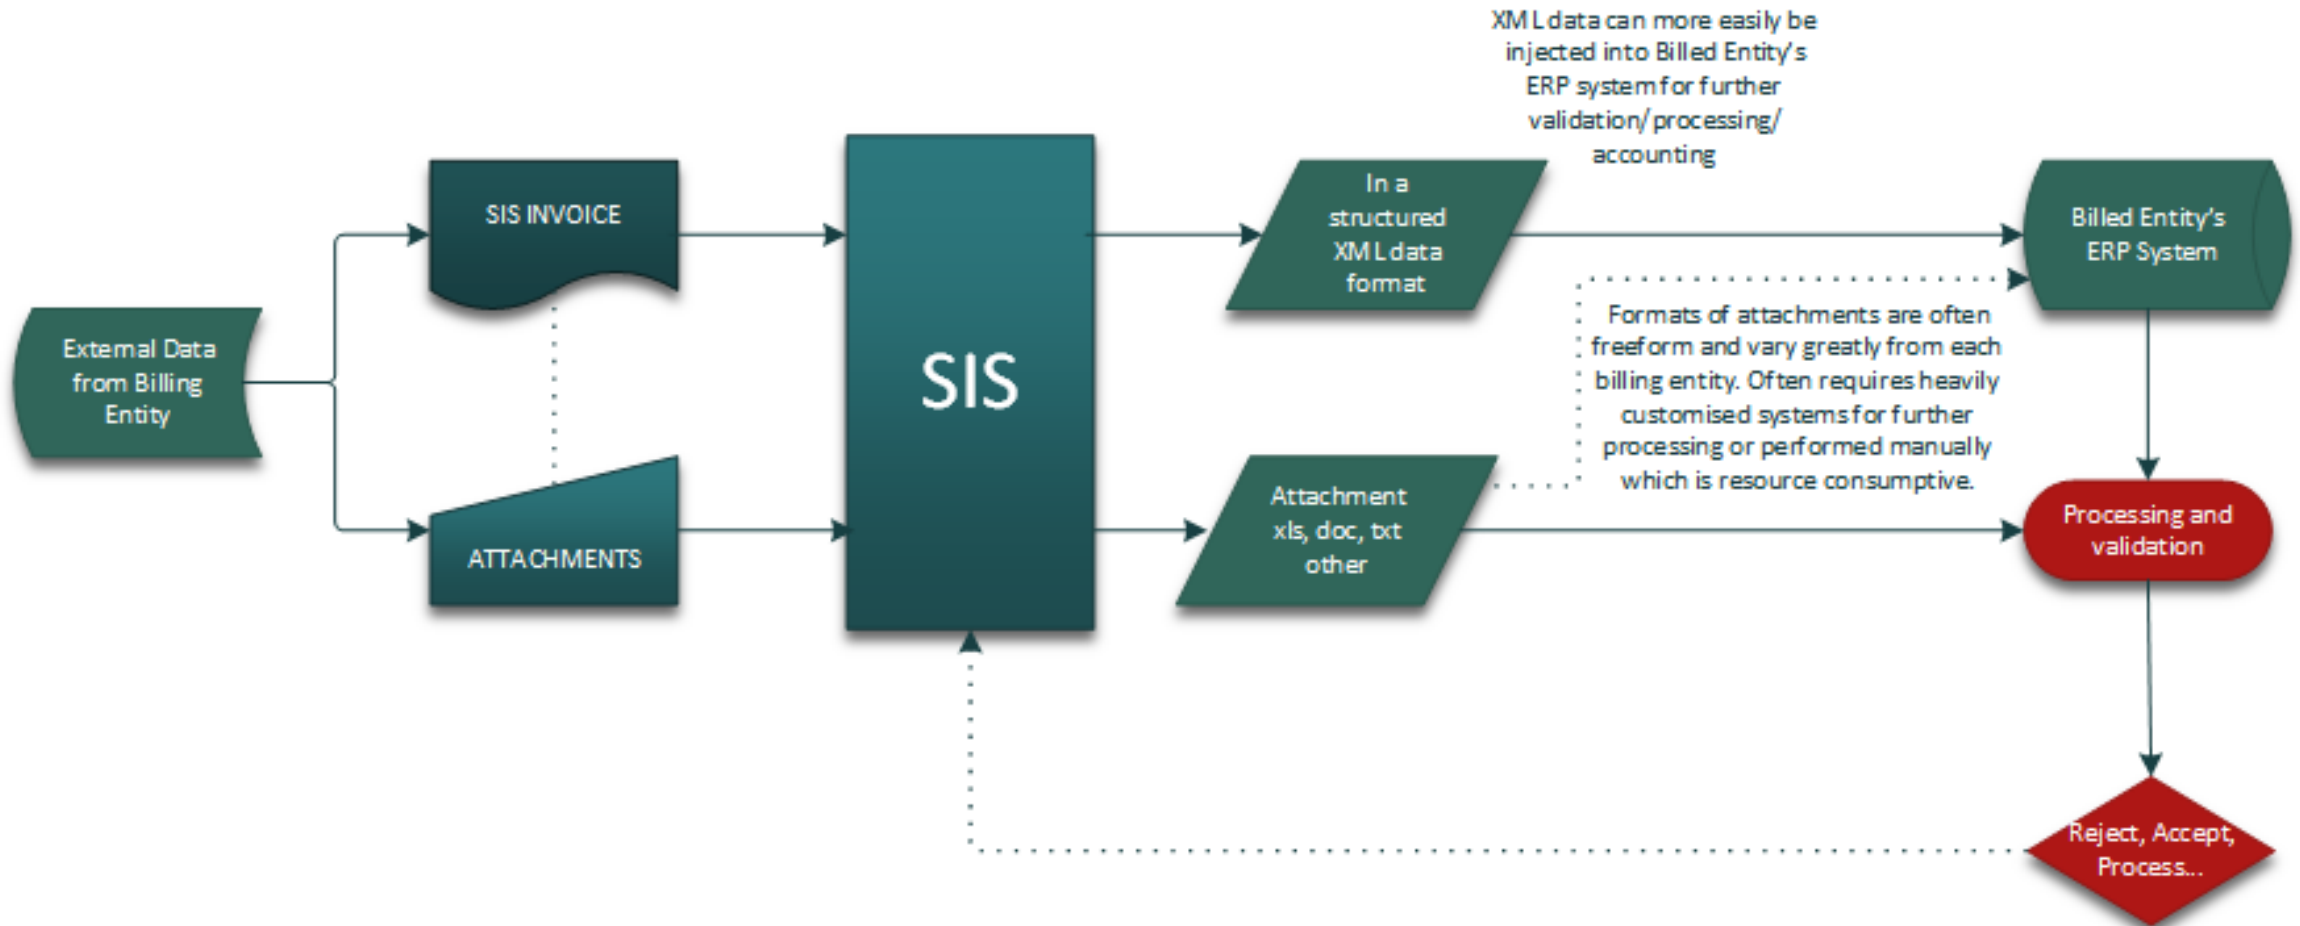 XML data can more easily be
injected into Billed Entity's
ERP system for further
validation/processing/
accounting
SIS INVOICE
In a
structured
XML data
format
Billed Entity's
ERP System
External Data
from Billing
Entity
SIS
Formats of attachments are often
freeform and vary greatly from each
billing entity. Often requires heavily
customised systems for further
processing or performed manually
which is resource consumptive.
ATTACHMENTS
Attachment
xls, doc, txt
other
Processing and
validation
Reject, Accept,
Process...